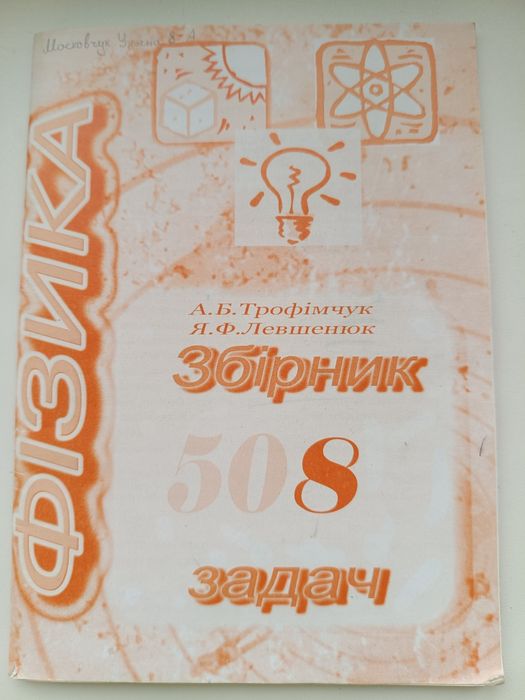 Московчук 8-А
ФІЗИКА
А.Б.Трофімчук
Я.Ф.Левшенюк
Збірник
508
задач